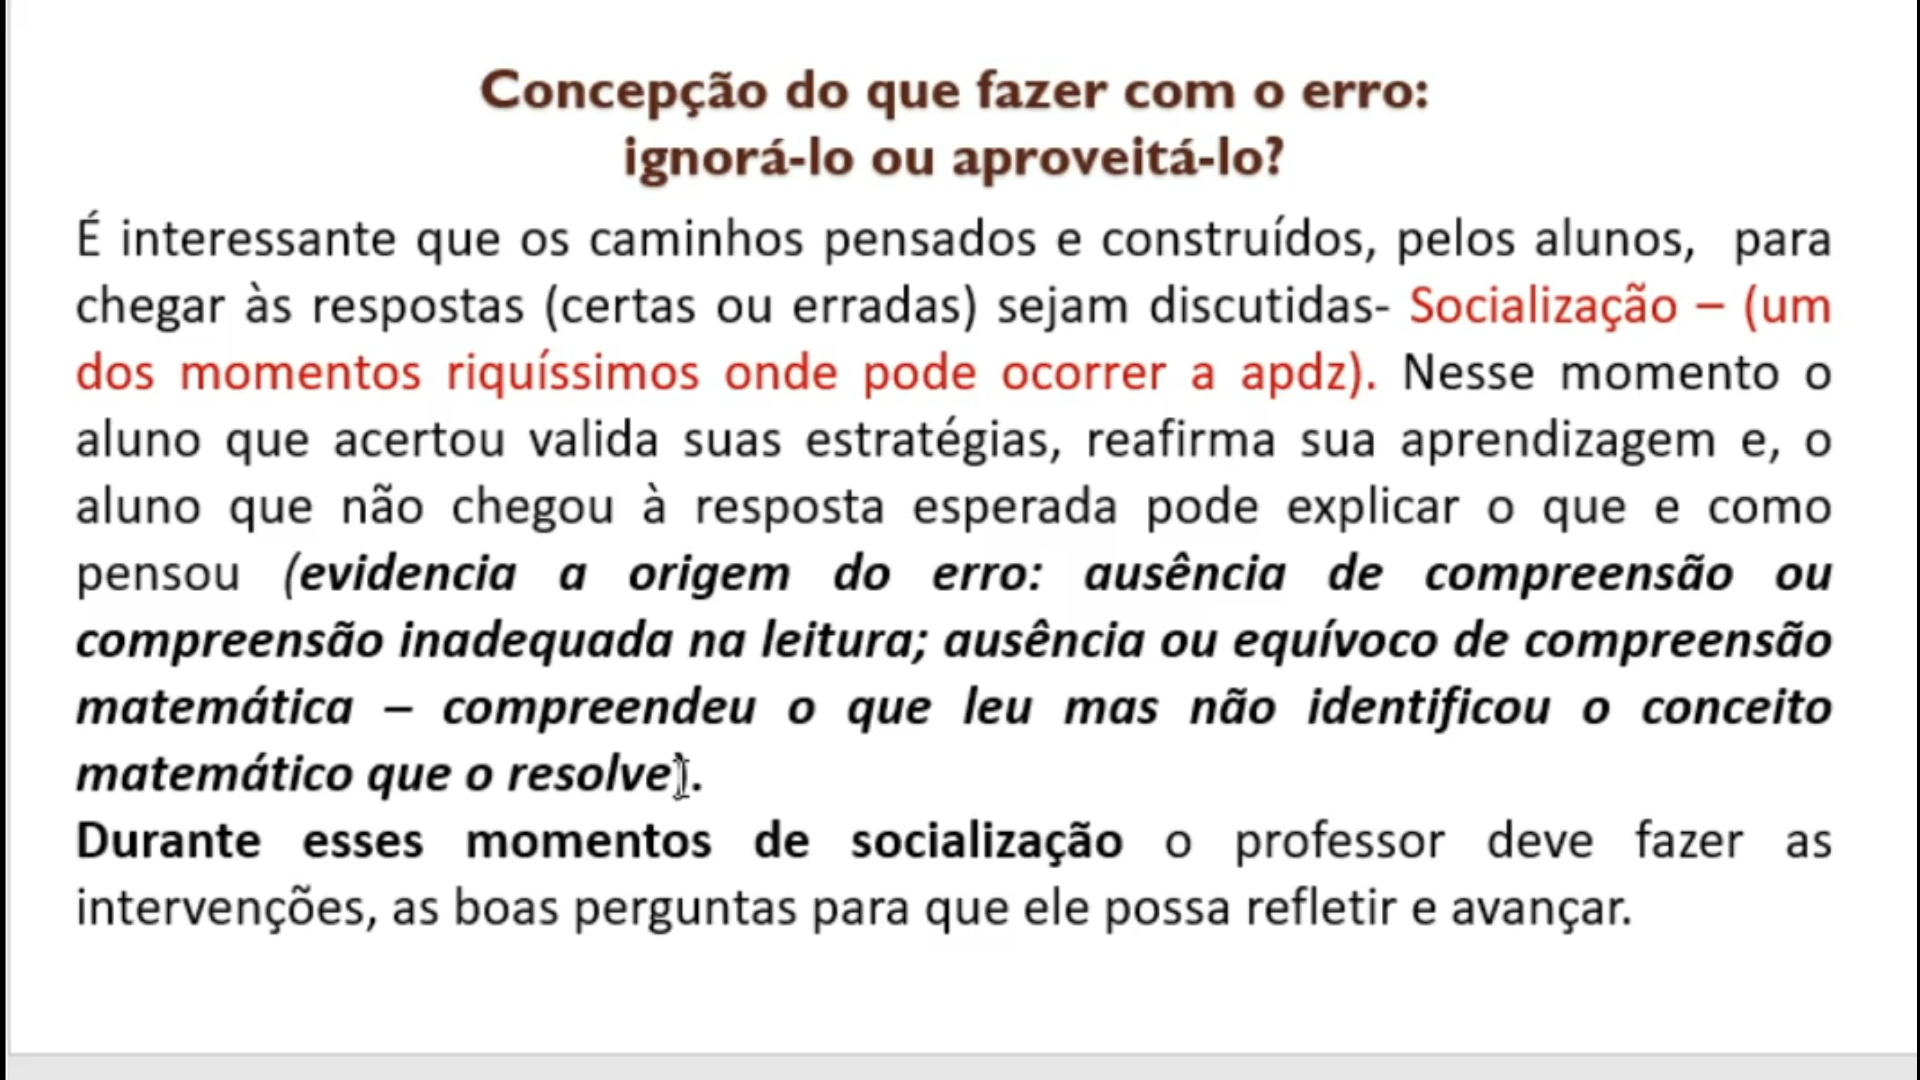 Concepção do que fazer com o erro:
ignorá-lo ou aproveitá-lo?
É interessante que os caminhos pensados e construídos, pelos alunos, para
chegar às respostas (certas ou erradas) sejam discutidas- Socialização – (um
dos momentos riquíssimos onde pode ocorrer a apdz). Nesse momento o
aluno que acertou valida suas estratégias, reafirma sua aprendizagem e, o
aluno que não chegou à resposta esperada pode explicar o que e como
pensou (evidencia a origem do erro: ausência de compreensão ou
compreensão inadequada na leitura; ausência ou equívoco de compreensão
matemática – compreendeu o que leu mas não identificou o conceito
matemático que o resolve).
Durante esses momentos de socialização o professor deve fazer as
intervenções, as boas perguntas para que ele possa refletir e avançar.